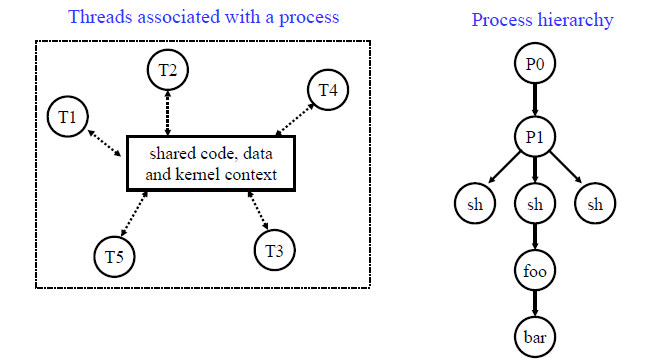 Threads associated with a process
T1
T2
T4
shared code, data
and kernel context
T5
T3
Process hierarchy
P0
P1
sh
sh
sh
foo
bar